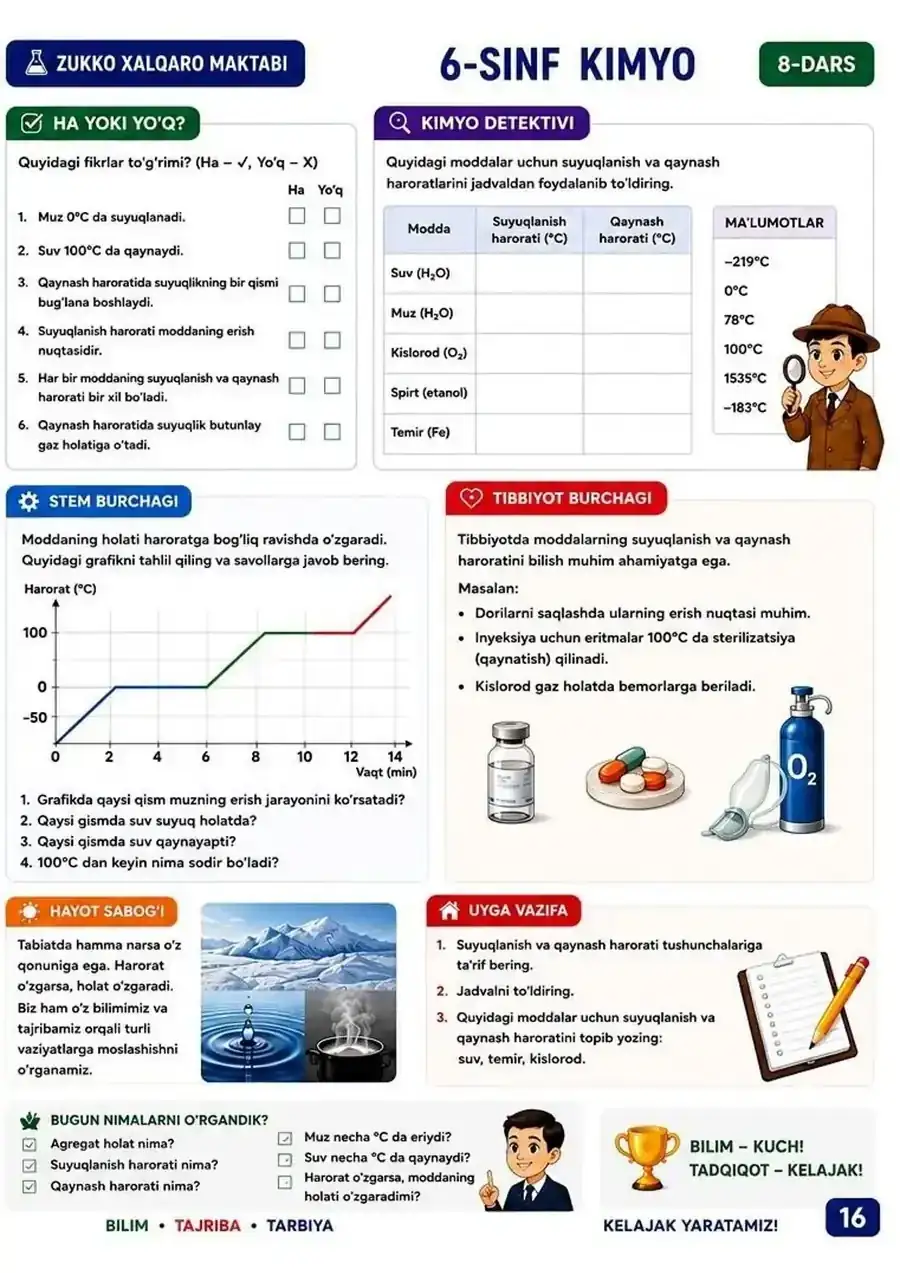 ZUKKO XALQARO MAKTABI
6-SINF KIMYO
8-DARS
HA YOKI YO'Q?
Quyidagi fikrlar to'g'rimi? (Ha – ✓, Yo'q – X)
Ha Yo'q
1. Muz 0°C da suyuqlanadi.
2. Suv 100°C da qaynaydi.
3. Qaynash haroratida suyuqlikning bir qismi
bug'lana boshlaydi.
4. Suyuqlanish harorati moddaning erish
nuqtasidir.
5. Har bir moddaning suyuqlanish va qaynash
harorati bir xil bo'ladi.
6. Qaynash haroratida suyuqlik butunlay
gaz holatiga o'tadi.
KIMYO DETEKTIVI
Quyidagi moddalar uchun suyuqlanish va qaynash
haroratlarini jadvaldan foydalanib to'ldiring.
Modda
Suyuqlanish
harorati (°C)
Qaynash
harorati (°C)
Suv (H₂O)
Muz (H₂O)
Kislorod (O₂)
Spirt (etanol)
Temir (Fe)
MA'LUMOTLAR
–219°C
0°C
78°C
100°C
1535°C
–183°C
STEM BURCHAGI
Moddaning holati haroratga bog'liq ravishda o'zgaradi.
Quyidagi grafikni tahlil qiling va savollarga javob bering.
Harorat (°C)
100
0
-50
0 2 4 6 8 10 12 14
Vaqt (min)
1. Grafikda qaysi qism muzning erish jarayonini ko'rsatadi?
2. Qaysi gismda suv suyuq holatda?
3. Qaysi qismda suv qaynayapti?
4. 100°C dan keyin nima sodir bo'ladi?
TIBBIYOT BURCHAGI
Tibbiyotda moddalarning suyuqlanish va qaynash
haroratini bilish muhim ahamiyatga ega.
Masalan:
• Dorilarni saqlashda ularning erish nuqtasi muhim.
• Inyeksiya uchun eritmalar 100°C da sterilizatsiya
(qaynatish) qilinadi.
• Kislorod gaz holatda bemorlarga beriladi.
O₂
HAYOT SABOG'I
Tabiatda hamma narsa o'z
qonuniga ega. Harorat
o'zgarsa, holat o'zgaradi.
Biz ham o'z bilimimiz va
tajribamiz orqali turli
vaziyatlarga moslashishni
o'rganamiz.
UYGA VAZIFA
1. Suyuqlanish va qaynash harorati tushunchalariga
ta'rif bering.
2. Jadvalni to'ldiring.
3. Quyidagi moddalar uchun suyuqlanish va
qaynash haroratini topib yozing:
suv, temir, kislorod.
BUGUN NIMALARNI O'RGANDIK?
Agregat holat nima?
Suyuqlanish harorati nima?
Qaynash harorati nima?
Muz necha °C da eriydi?
Suv necha °C da qaynaydi?
Harorat o'zgarsa, moddaning
holati o'zgaradimi?
BILIM – KUCH!
TADQIQOT – KELAJAK!
BILIM • TAJRIBA • TARBIYA
KELAJAK YARATAMIZ!
16